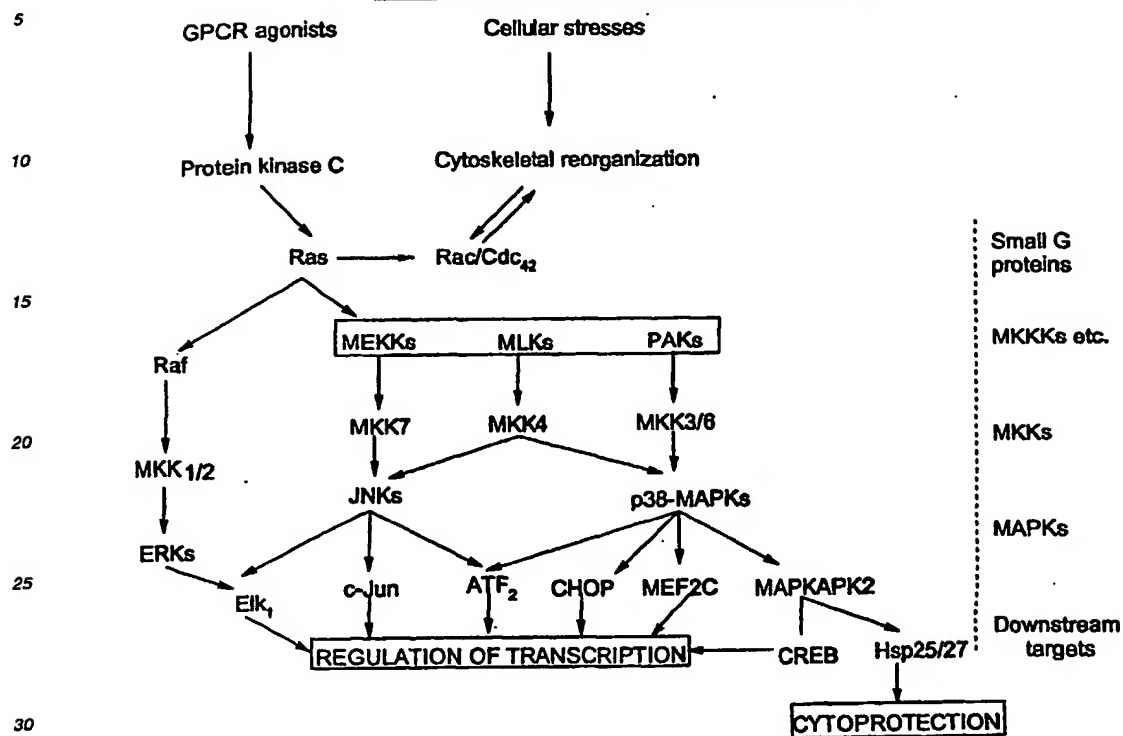 5
GPCR agonists Cellular stresses
10
Protein kinase C Cytoskeletal reorganization
Ras Rac/Cdc42
Small G
proteins
15
MEKKs MLKs PAKs
MKKKs etc.
Raf
MKK7 MKK4 MKK3/6
MKKs
20
MKK1/2
JNKs p38-MAPKs
MAPKs
ERKs
25
Elk1 c-Jun ATF2 CHOP MEF2C MAPKAPK2
Downstream
targets
REGULATION OF TRANSCRIPTION CREB Hsp25/27
30
CYTOPROTECTION